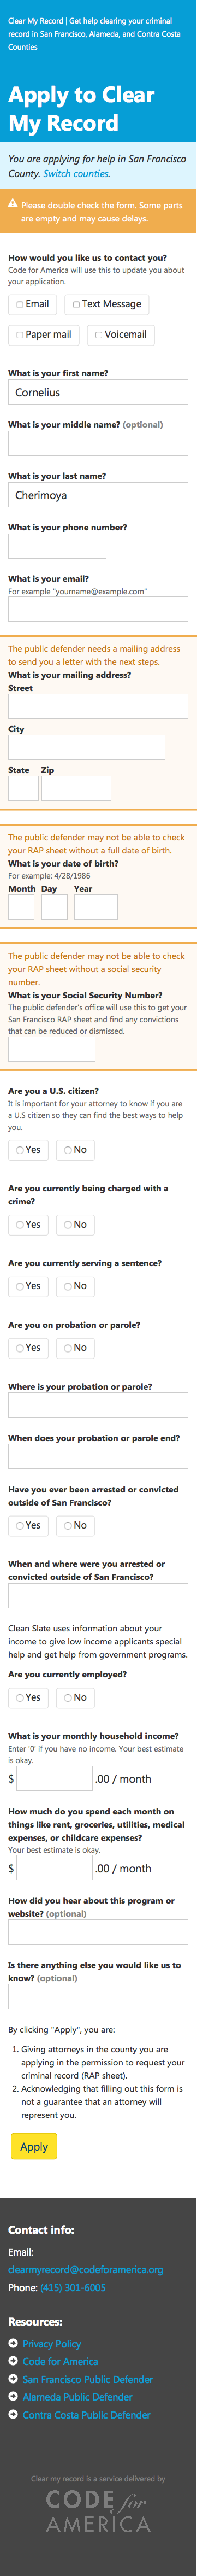 Clear My Record | Get help clearing your criminal
record in San Francisco, Alameda, and Contra Costa
Counties
Apply to Clear
My Record
You are applying for help in San Francisco
County. Switch counties.
Please double check the form. Some parts
are empty and may cause delays.
How would you like us to contact you?
Code for America will use this to update you about
your application.
Email Text Message
Paper mail Voicemail
What is your first name?
Cornelius
What is your middle name? (optional)
What is your last name?
Cherimoya
What is your phone number?
What is your email?
For example "yourname@example.com"
The public defender needs a mailing address
to send you a letter with the next steps.
What is your mailing address?
Street
City
State Zip
The public defender may not be able to check
your RAP sheet without a full date of birth.
What is your date of birth?
For example: 4/28/1986
Month Day Year
The public defender may not be able to check
your RAP sheet without a social security
number.
What is your Social Security Number?
The public defender's office will use this to get your
San Francisco RAP sheet and find any convictions
that can be reduced or dismissed.
Are you a U.S. citizen?
It is important for your attorney to know if you are
a U.S citizen so they can find the best ways to help
you.
Yes No
Are you currently being charged with a
crime?
Yes No
Are you currently serving a sentence?
Yes No
Are you on probation or parole?
Yes No
Where is your probation or parole?
When does your probation or parole end?
Have you ever been arrested or convicted
outside of San Francisco?
Yes No
When and where were you arrested or
convicted outside of San Francisco?
Clean Slate uses information about your
income to give low income applicants special
help and get help from government programs.
Are you currently employed?
Yes No
What is your monthly household income?
Enter '0' if you have no income. Your best estimate
is okay.
$ .00 / month
How much do you spend each month on
things like rent, groceries, utilities, medical
expenses, or childcare expenses?
Your best estimate is okay.
$ .00 / month
How did you hear about this program or
website? (optional)
Is there anything else you would like us to
know? (optional)
By clicking "Apply", you are:
1. Giving attorneys in the county you are
applying in the permission to request your
criminal record (RAP sheet).
2. Acknowledging that filling out this form is
not a guarantee that an attorney will
represent you.
Apply
Contact info:
Email:
clearmyrecord@codeforamerica.org
Phone: (415) 301-6005
Resources:
Privacy Policy
Code for America
San Francisco Public Defender
Alameda Public Defender
Contra Costa Public Defender
Clear my record is a service delivered by
CODE for
AMERICA